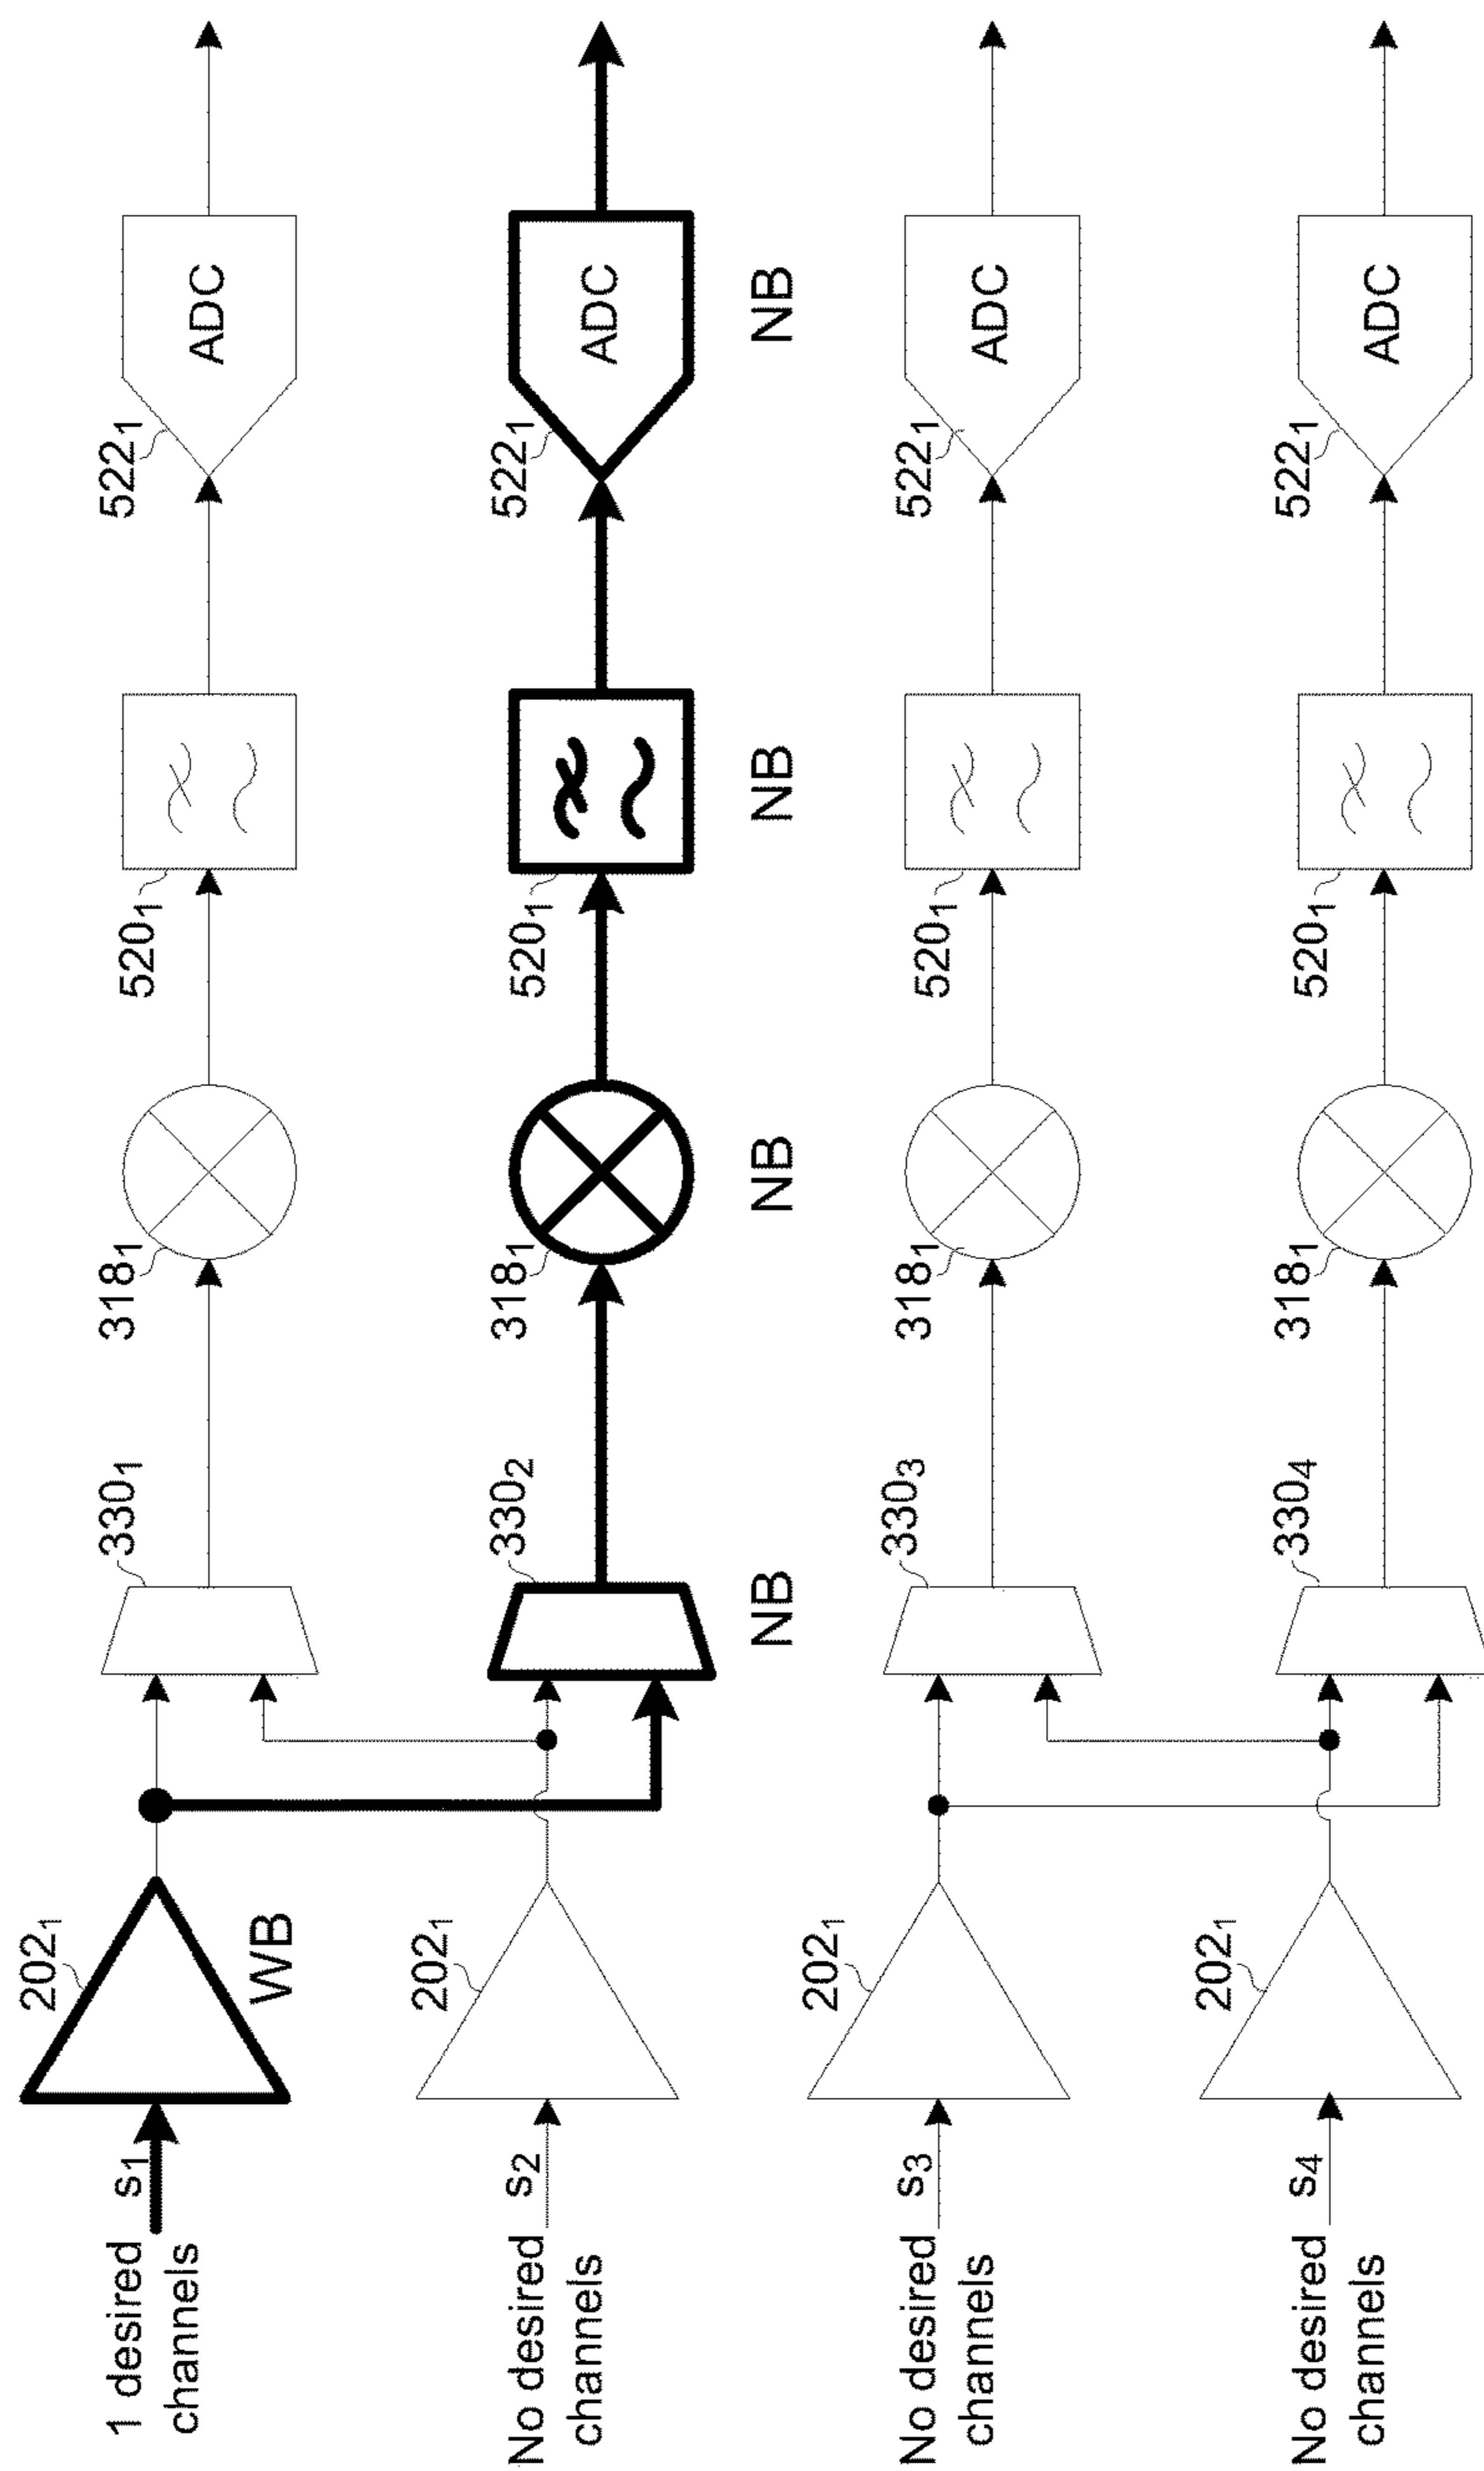 1 desired
channels
s1
2021
WB
3301
3181
5201
5221
ADC
No desired
channels
s2
2021
3302
NB
3181
NB
5201
NB
5221
ADC
NB
No desired
channels
s3
2021
3303
3181
5201
5221
ADC
No desired
channels
s4
2021
3304
3181
5201
5221
ADC